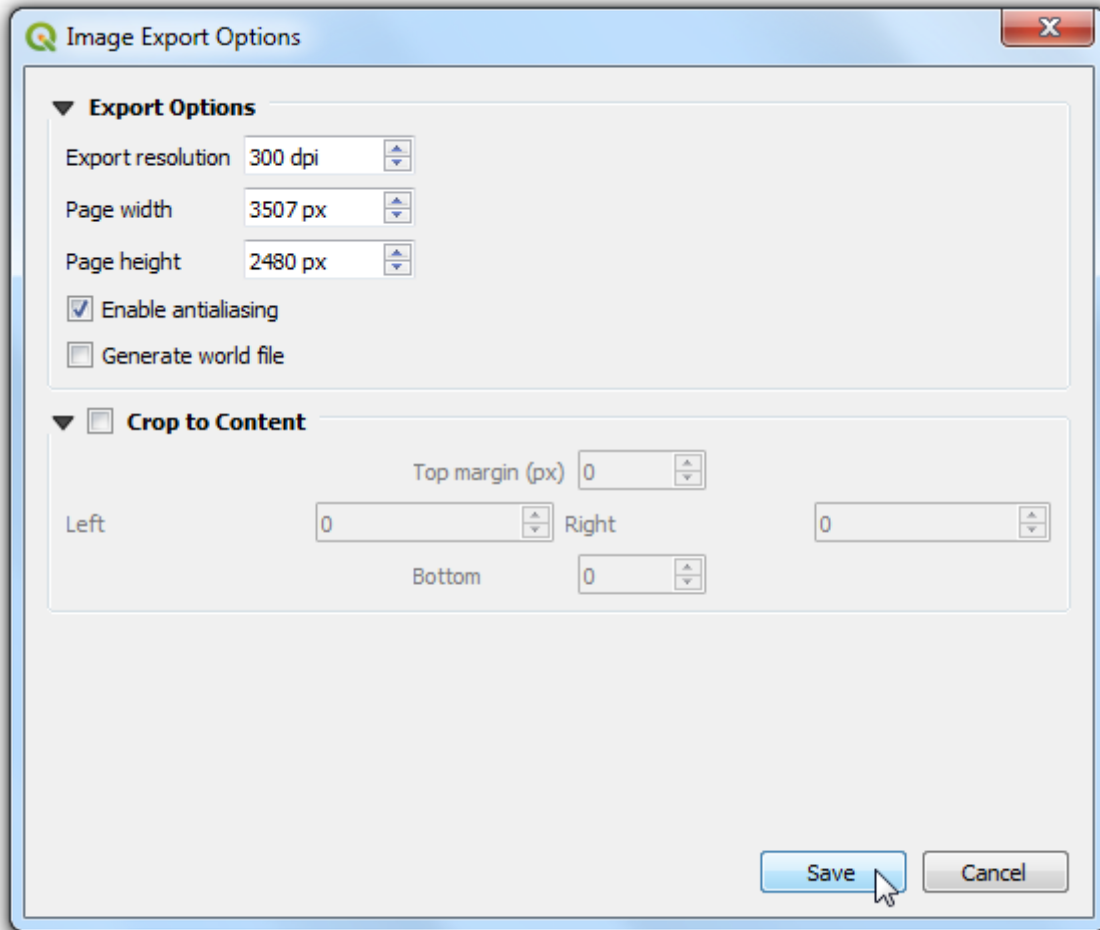 Image Export Options
Export Options
Export resolution 300 dpi
Page width 3507 px
Page height 2480 px
Enable antialiasing
Generate world file
Crop to Content
Top margin (px) 0
Left 0 Right 0
Bottom 0
Save Cancel